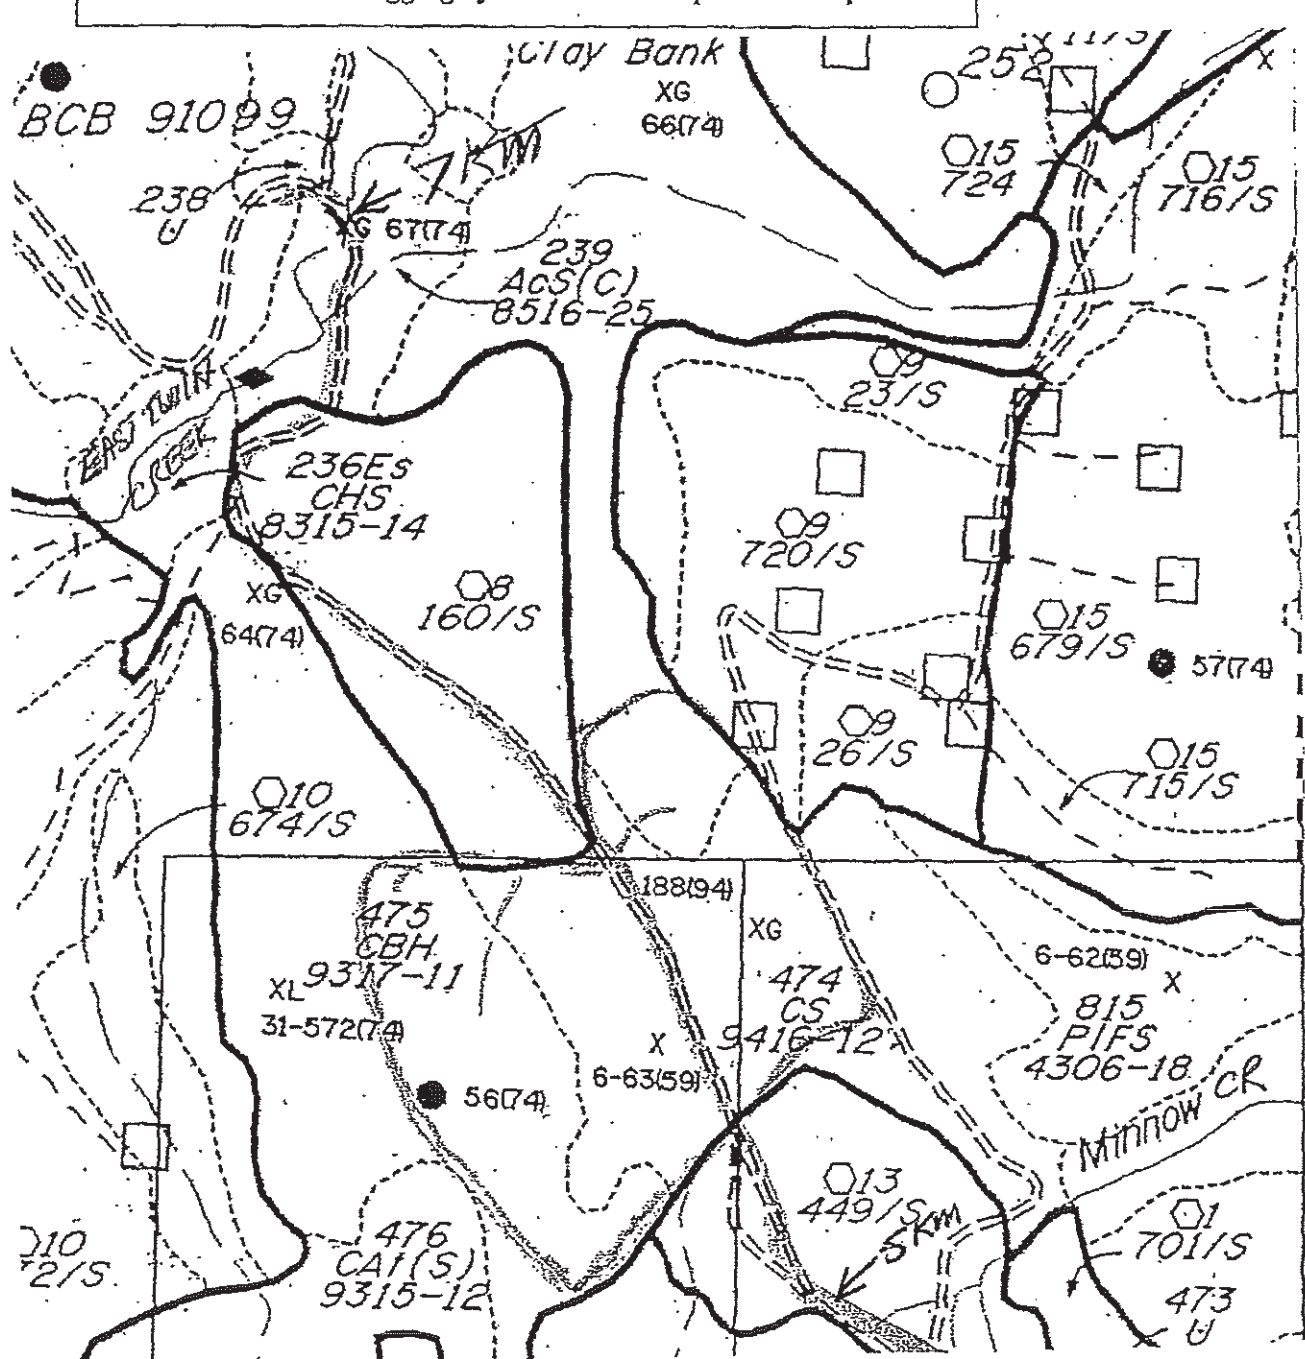 Clay Bank
XG
66(74)
252
BCB 91099
7 KM
15
724
15
716/S
238
U
XG 67(74)
239
AcS(C)
8516-25
9
23/S
EAST TWIN
CREEK
236Es
CHS
8315-14
9
720/S
8
160/S
XG
64(74)
15
679/S
57(74)
9
26/S
15
715/S
10
674/S
188(94)
475
CBH
9317-11
XG
474
CS
9416-12
6-62(59)
X
815
PIFS
4306-18
XL
31-572(74)
X
6-63(59)
56(74)
Minnow CR
13
449/S
5 KM
1
701/S
10
476
CAt(S)
9315-12
473
U
X